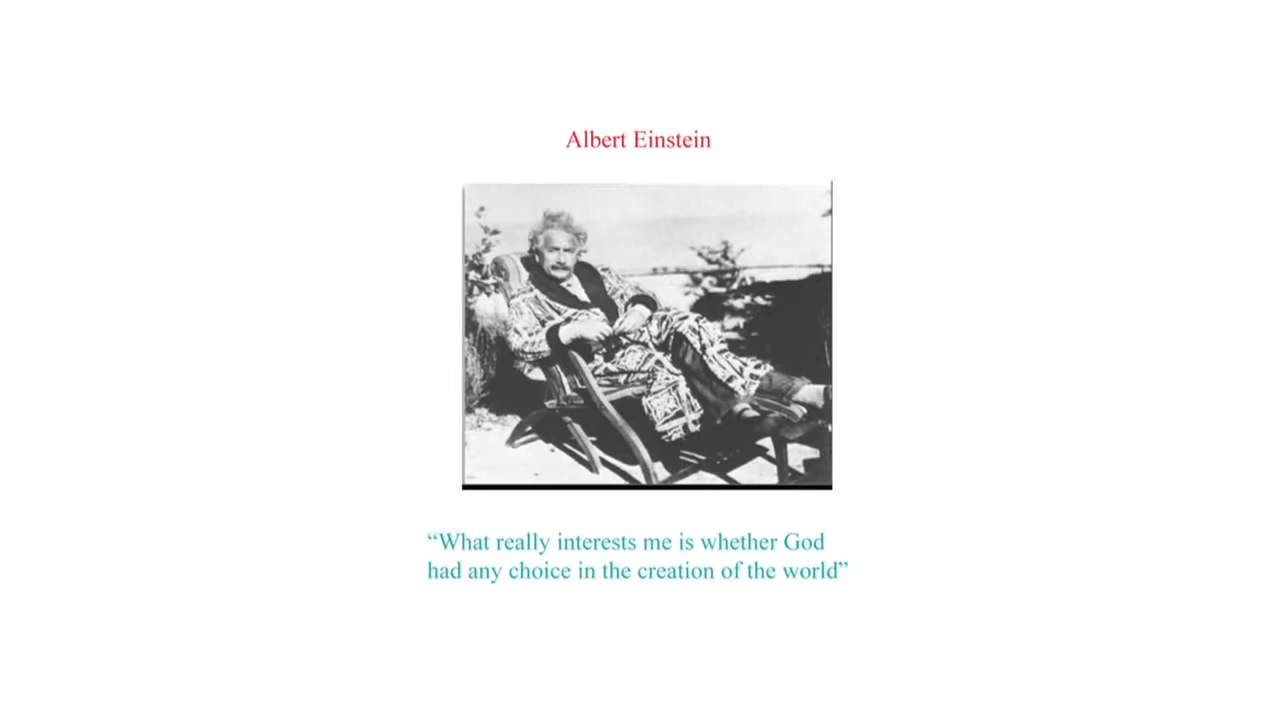 Albert Einstein
“What really interests me is whether God
had any choice in the creation of the world”